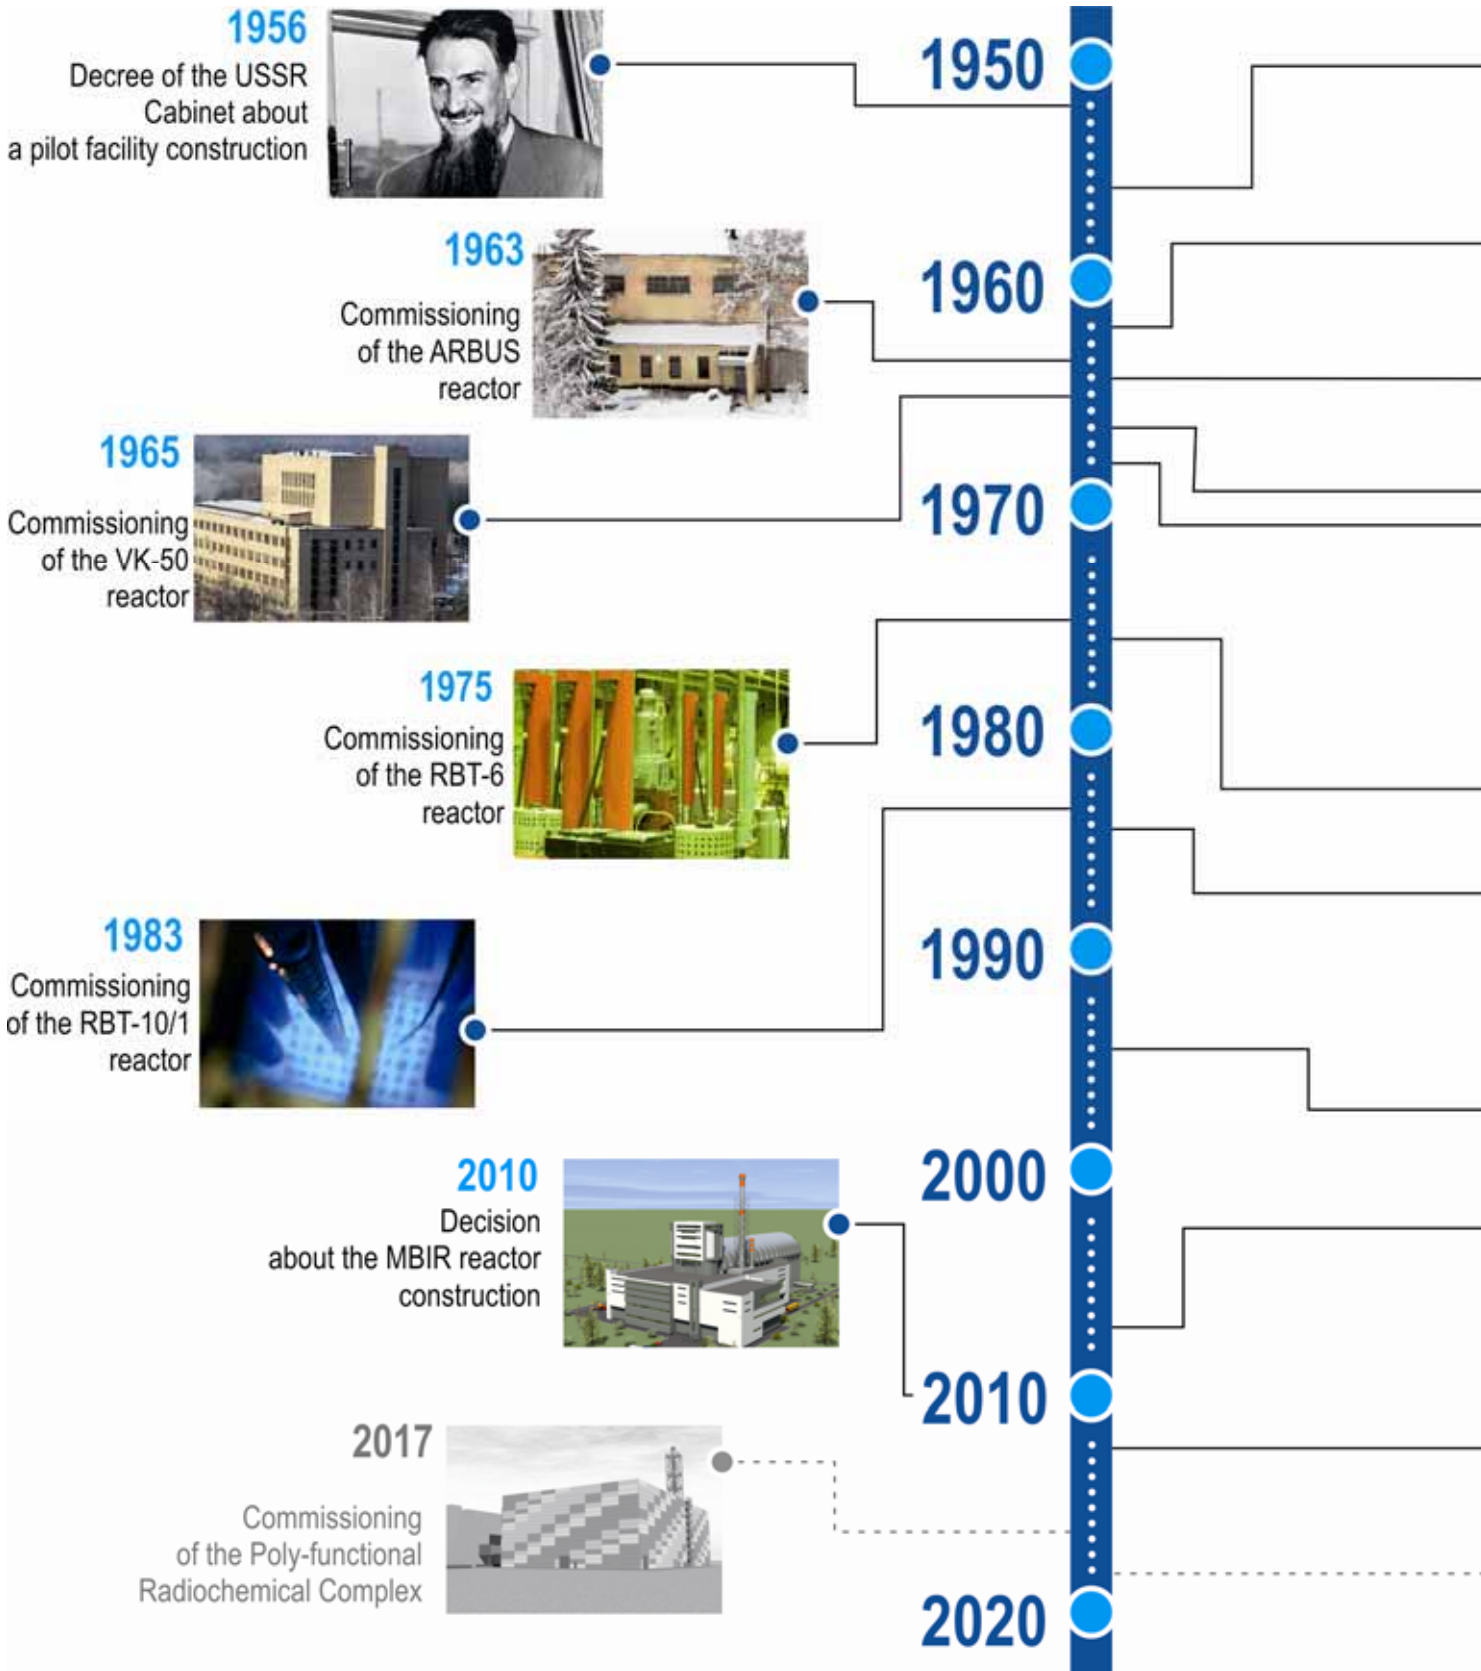 1956
Decree of the USSR
Cabinet about
a pilot facility construction
1950
1963
Commissioning
of the ARBUS
reactor
1960
1965
Commissioning
of the VK-50
reactor
1970
1975
Commissioning
of the RBT-6
reactor
1980
1983
Commissioning
of the RBT-10/1
reactor
1990
2010
Decision
about the MBIR reactor
construction
2000
2010
2017
Commissioning
of the Poly-functional
Radiochemical Complex
2020